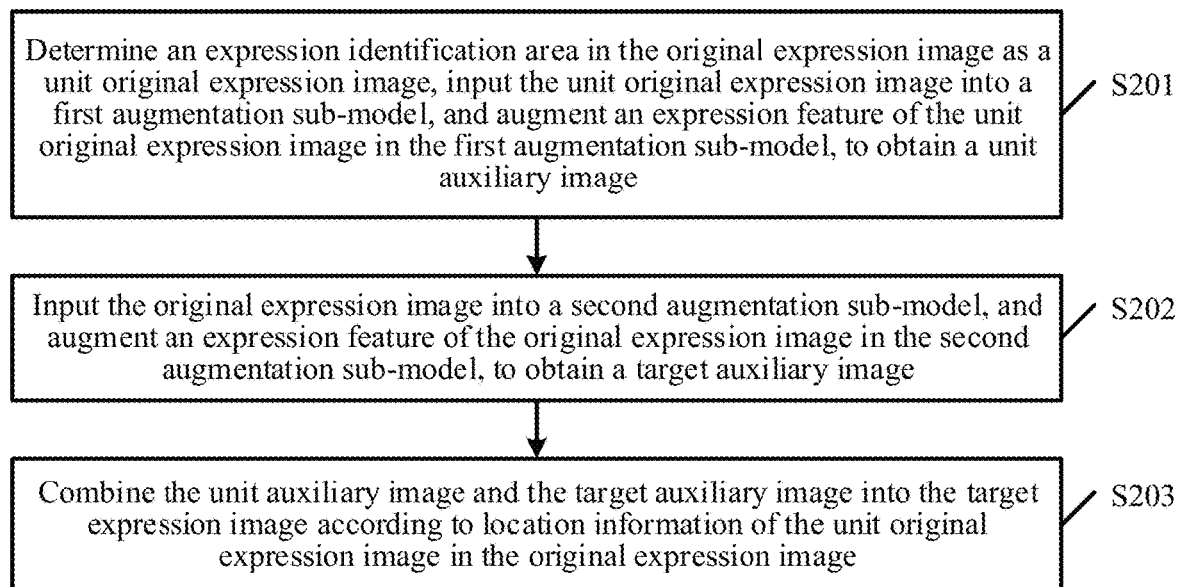 Determine an expression identification area in the original expression image as a
unit original expression image, input the unit original expression image into a
first augmentation sub-model, and augment an expression feature of the unit
original expression image in the first augmentation sub-model, to obtain a unit
auxiliary image
S201
Input the original expression image into a second augmentation sub-model, and
augment an expression feature of the original expression image in the second
augmentation sub-model, to obtain a target auxiliary image
S202
Combine the unit auxiliary image and the target auxiliary image into the target
expression image according to location information of the unit original
expression image in the original expression image
S203